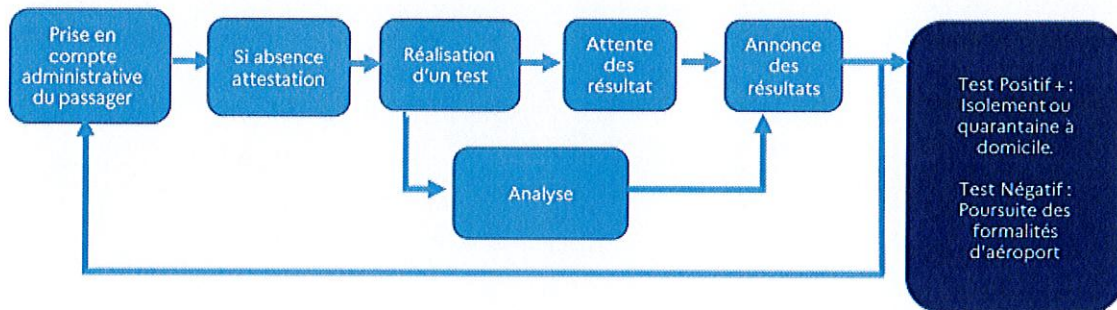 Prise en
compte
administrative
du passager
Si absence
attestation
Réalisation
d'un test
Attente
des
résultat
Annonce
des
résultats
Analyse
Test Positif + :
Isolement ou
quarantaine à
domicile.
Test Négatif :
Poursuite des
formalités
d'aéroport